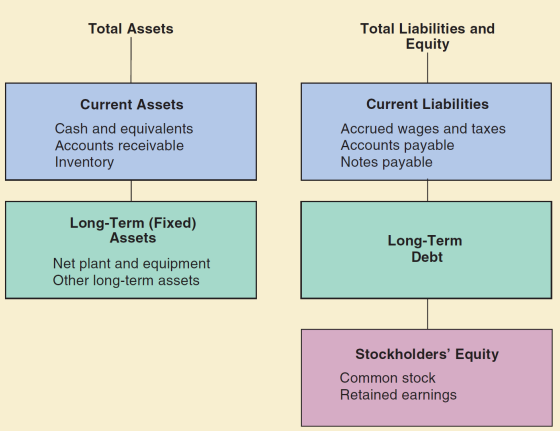 Total Assets
Total Liabilities and
Equity
Current Assets
Cash and equivalents
Accounts receivable
Inventory
Current Liabilities
Accrued wages and taxes
Accounts payable
Notes payable
Long-Term (Fixed)
Assets
Net plant and equipment
Other long-term assets
Long-Term
Debt
Stockholders’ Equity
Common stock
Retained earnings